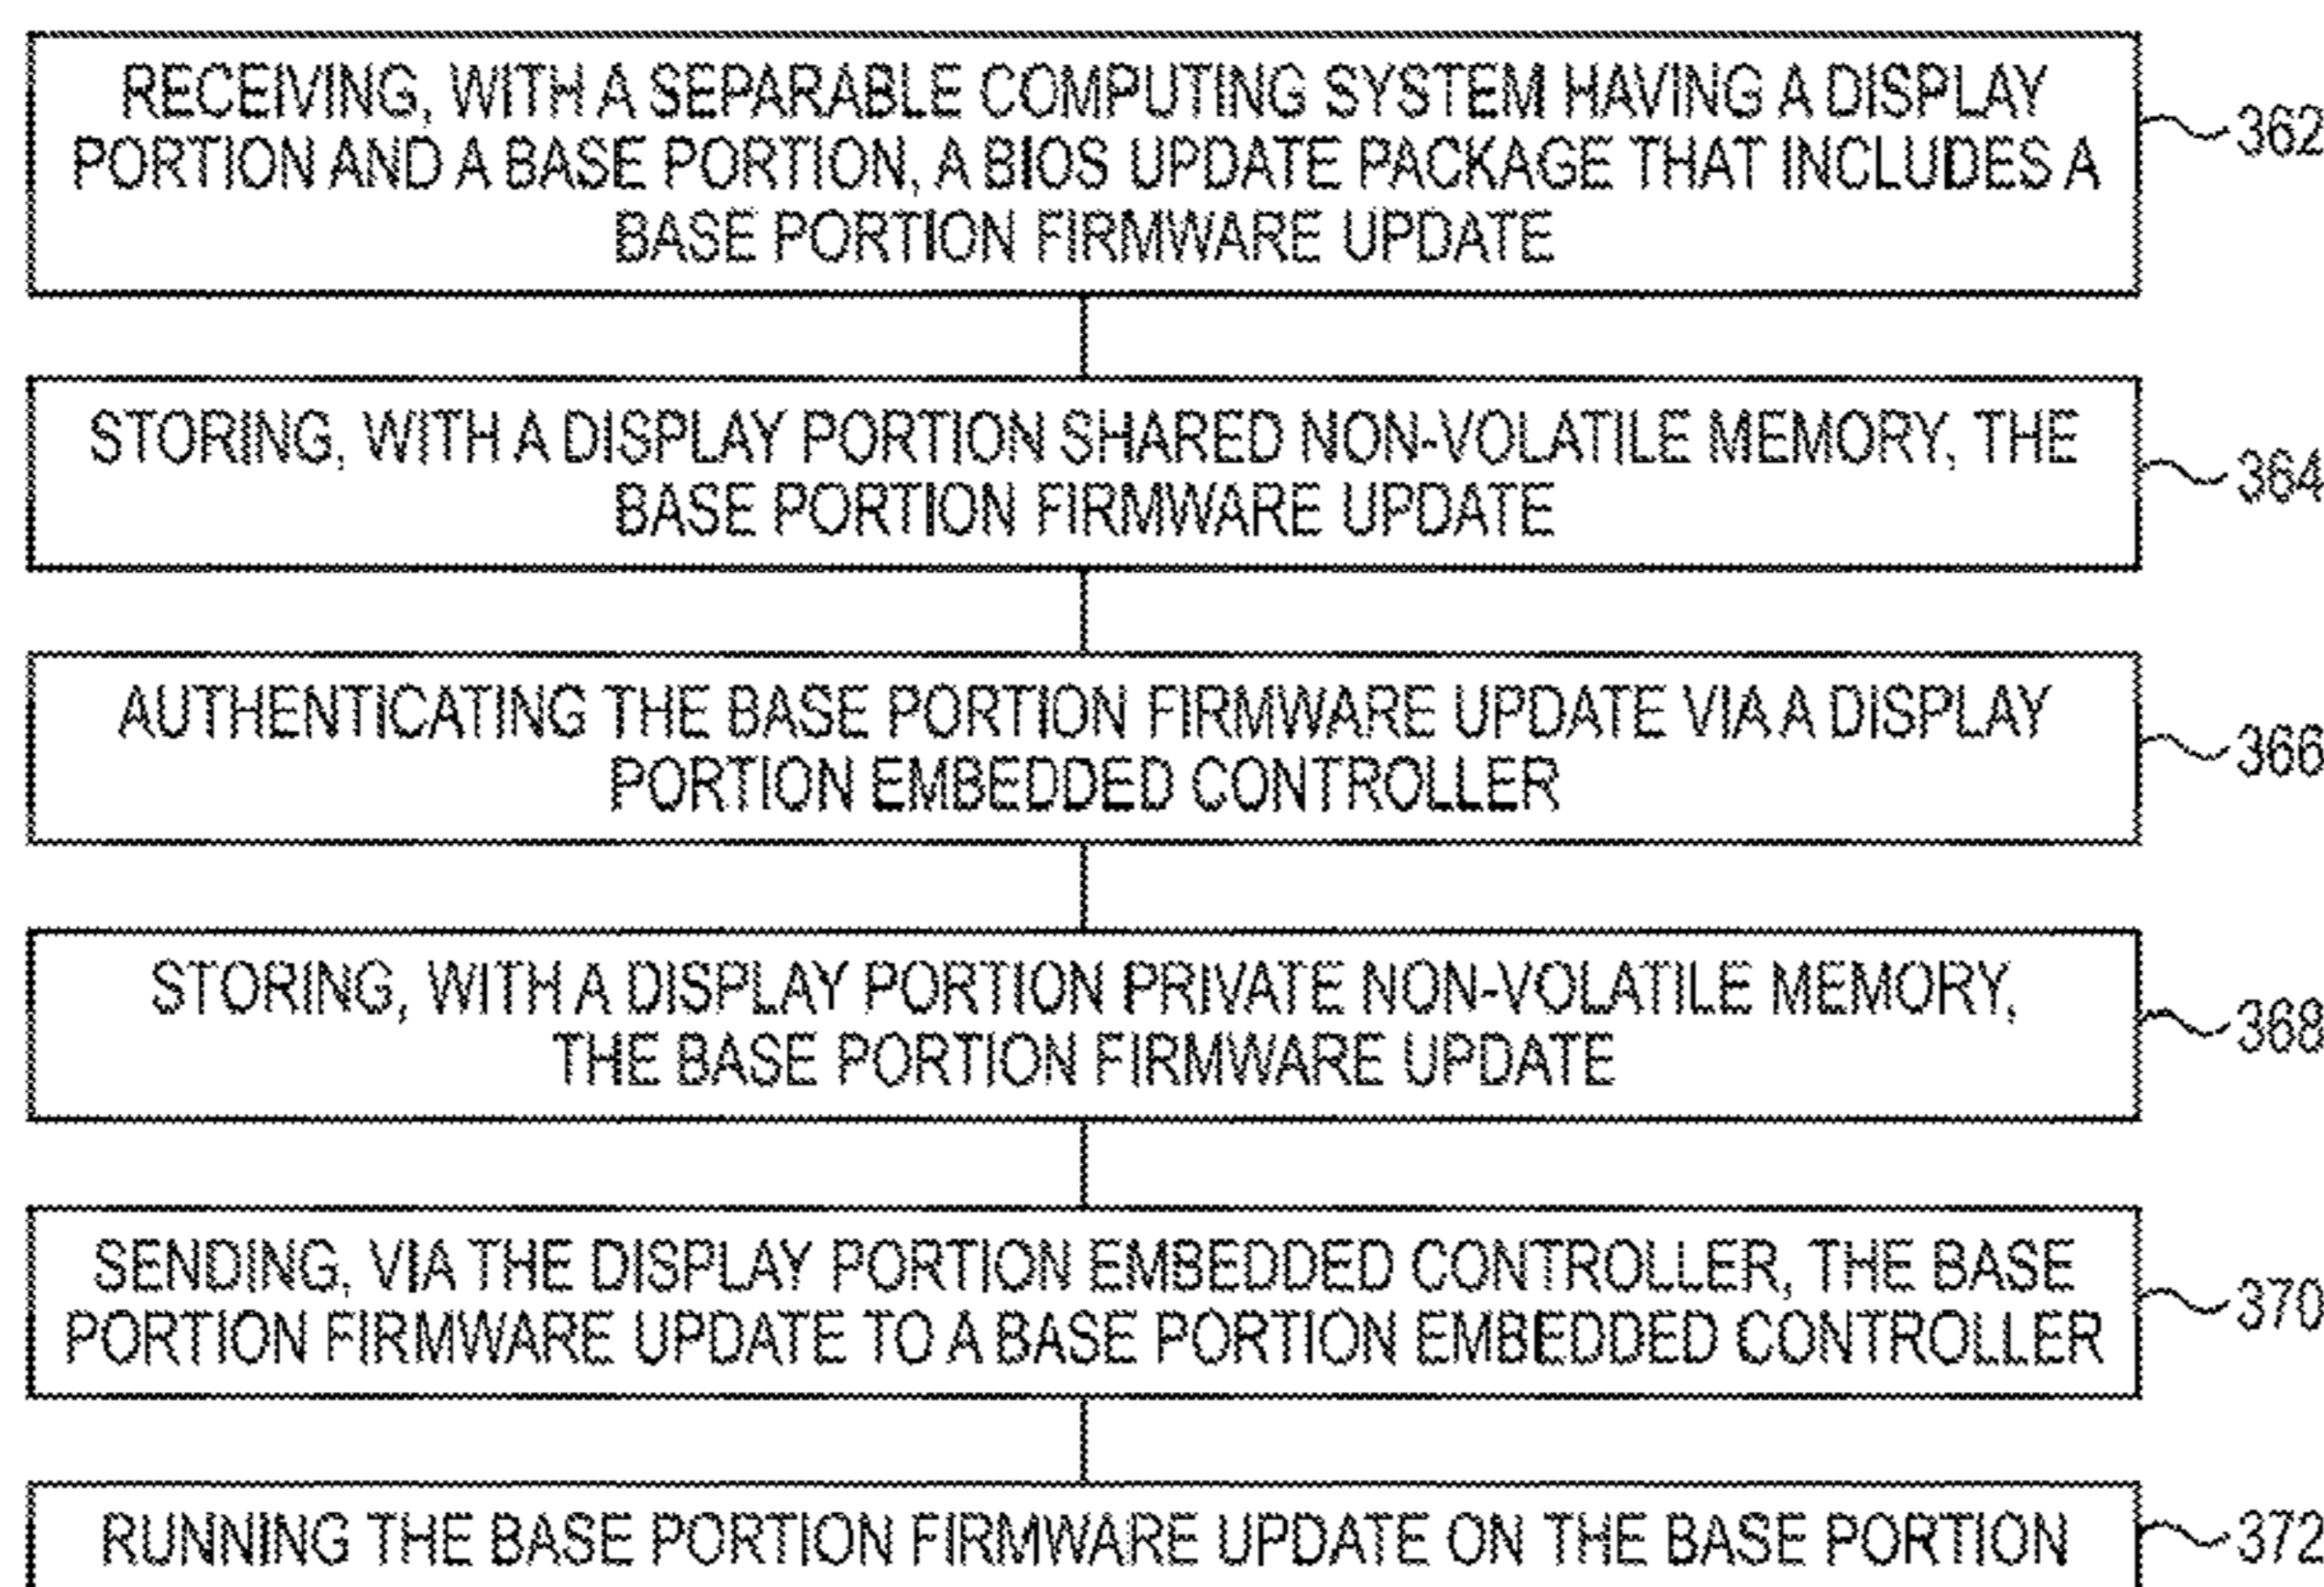 RECEIVING, WITH A SEPARABLE COMPUTING SYSTEM HAVING A DISPLAY
PORTION AND A BASE PORTION, A BIOS UPDATE PACKAGE THAT INCLUDES A
BASE PORTION FIRMWARE UPDATE
362
STORING, WITH A DISPLAY PORTION SHARED NON-VOLATILE MEMORY, THE
BASE PORTION FIRMWARE UPDATE
364
AUTHENTICATING THE BASE PORTION FIRMWARE UPDATE VIA A DISPLAY
PORTION EMBEDDED CONTROLLER
366
STORING, WITH A DISPLAY PORTION PRIVATE NON-VOLATILE MEMORY,
THE BASE PORTION FIRMWARE UPDATE
368
SENDING, VIA THE DISPLAY PORTION EMBEDDED CONTROLLER, THE BASE
PORTION FIRMWARE UPDATE TO A BASE PORTION EMBEDDED CONTROLLER
370
RUNNING THE BASE PORTION FIRMWARE UPDATE ON THE BASE PORTION
372